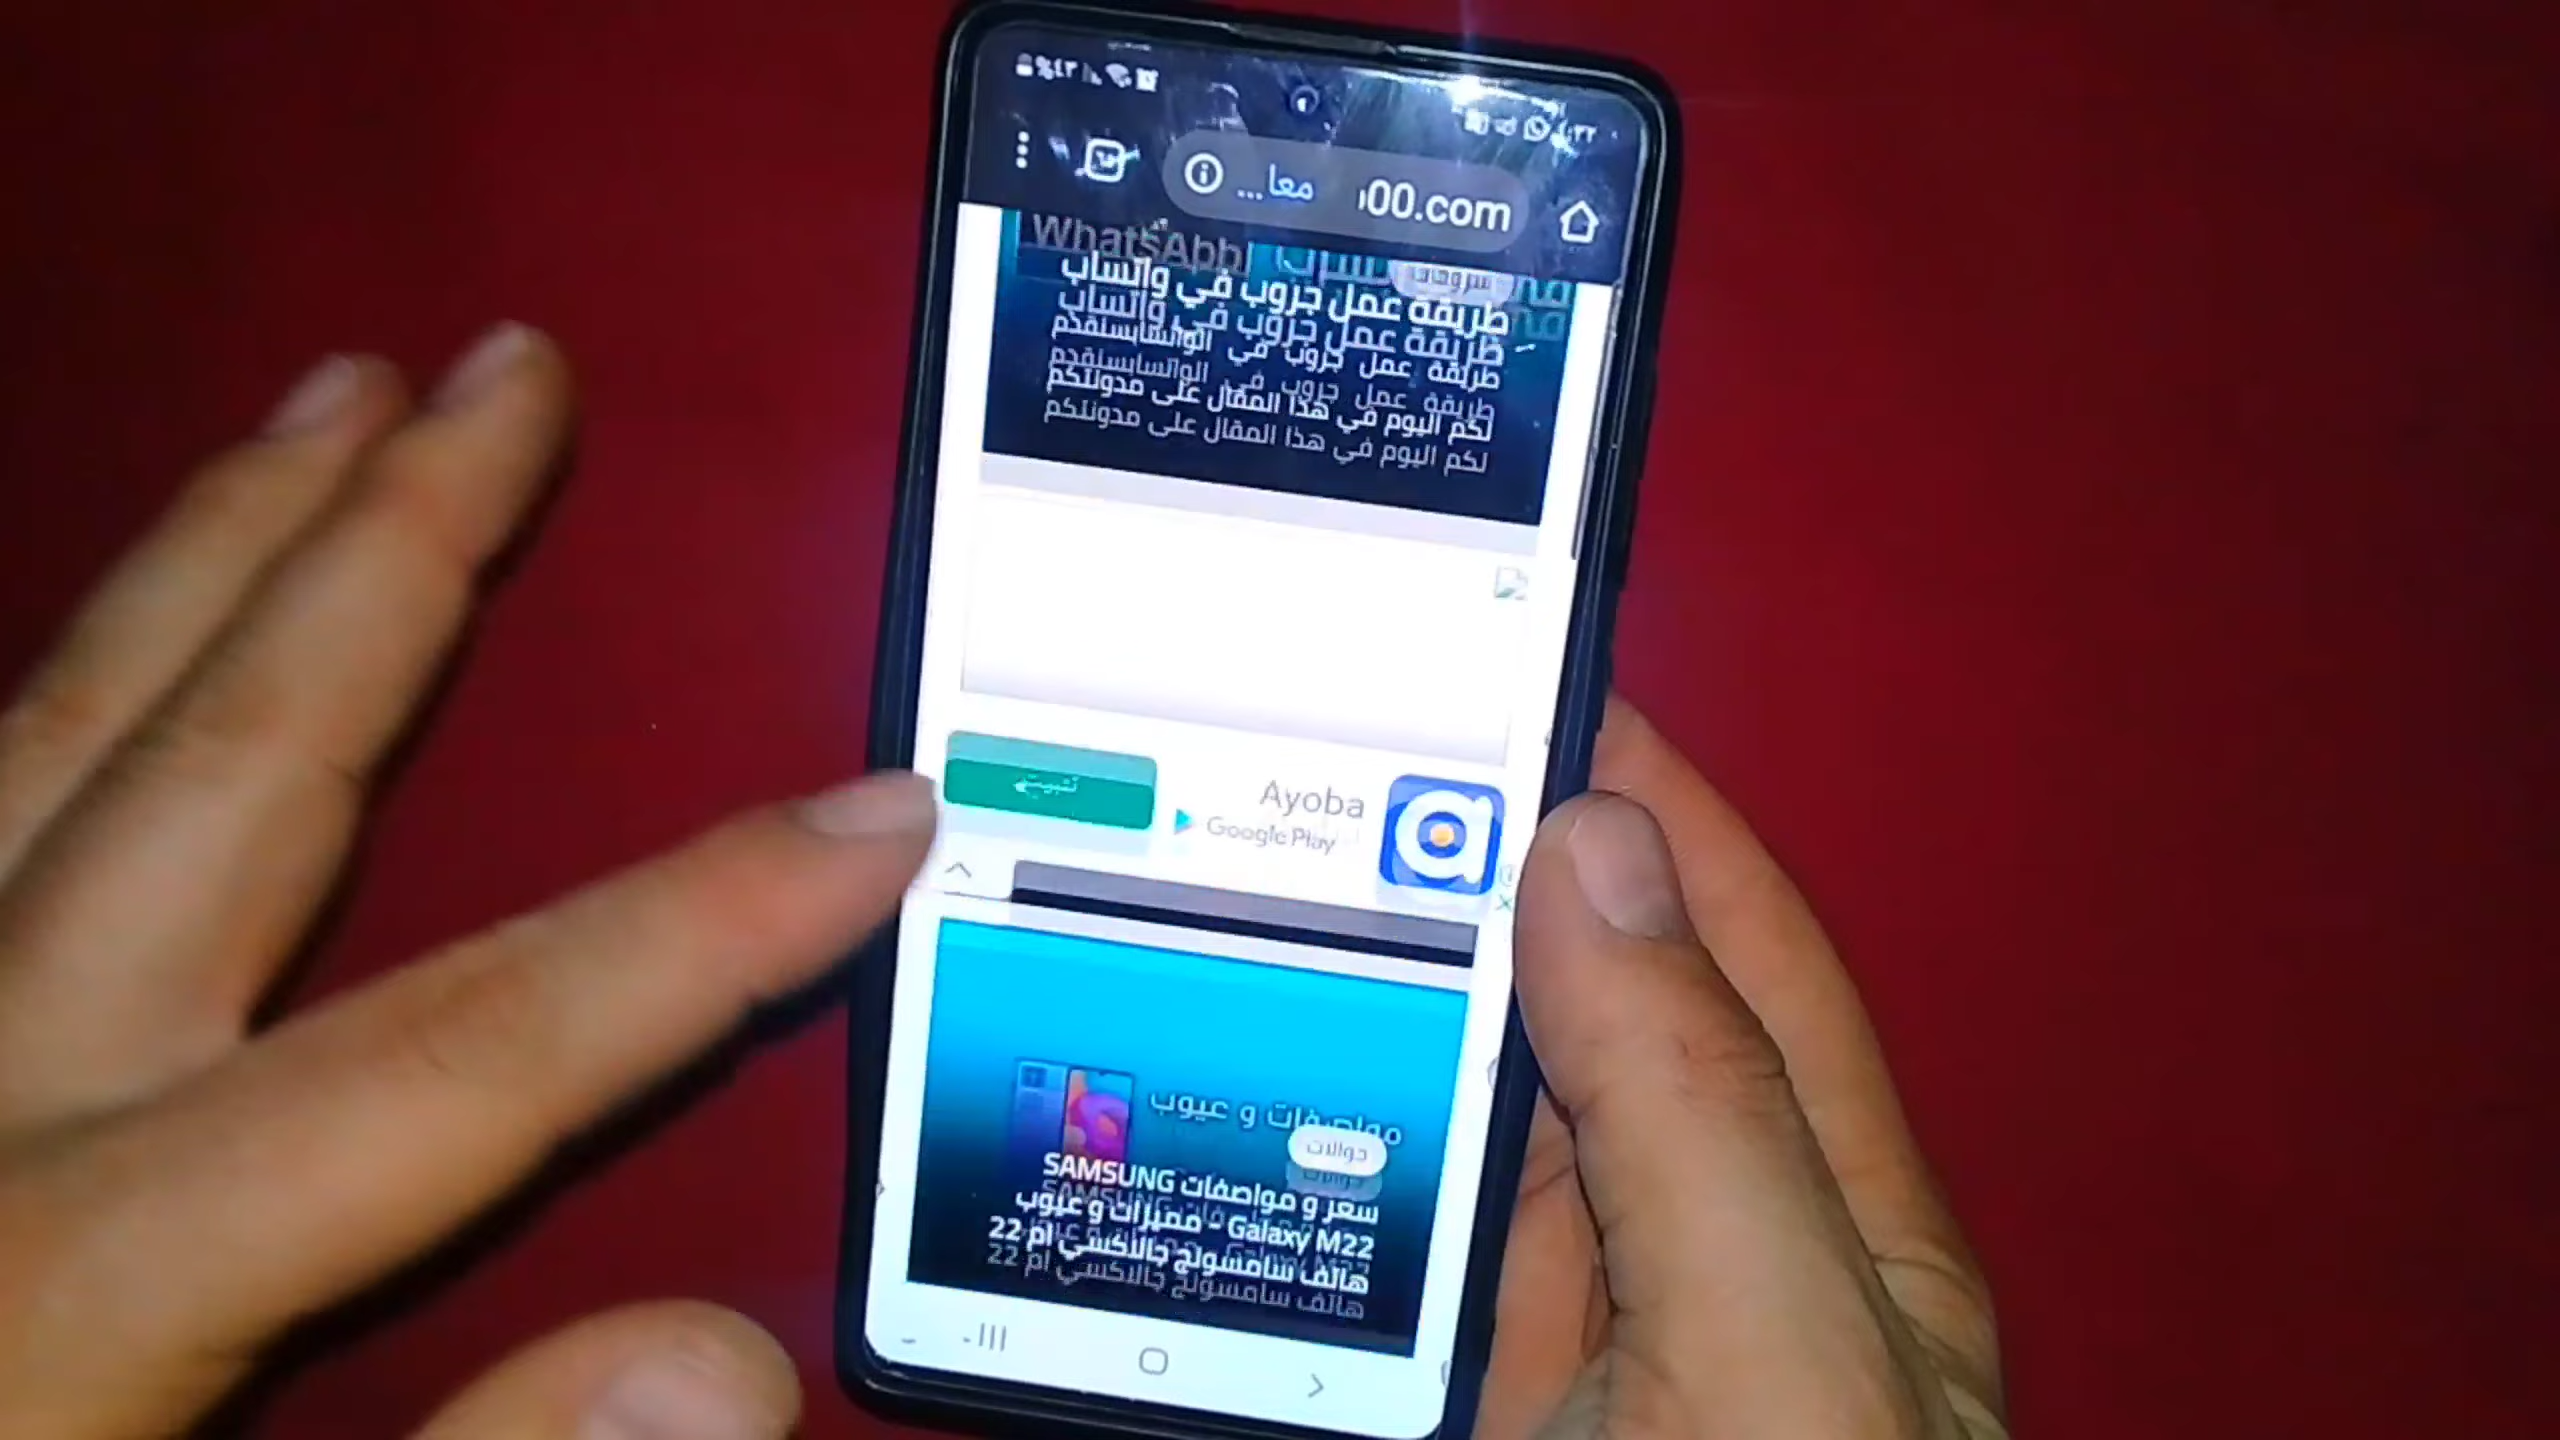 %٤٣
معا...
00.com
WhatsApp
طريقة عمل جروب في واتساب
طريقة عمل جروب في الواتسابسنقدم
لكم اليوم في هذا المقال على مدونتكم
تثبيت
Ayoba
Google Play
مواصفات و عيوب
جوالات
سعر و مواصفات SAMSUNG
Galaxy M22 - مميزات و عيوب
هاتف سامسونج جالاكسي ام 22